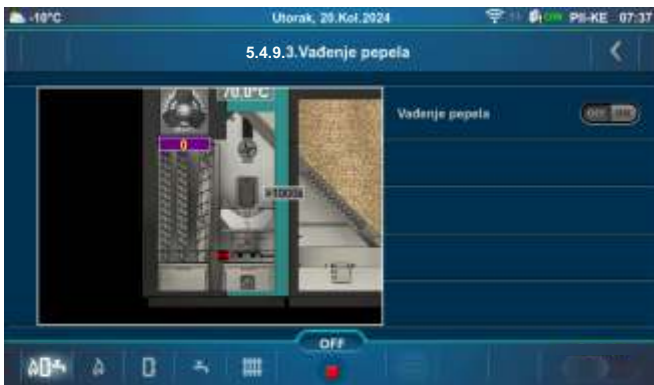 -10°C
Utorak, 20.Kol.2024
PII-KE 07:37
5.4.9.3.Vađenje pepela
70.0°C
Vađenje pepela
0
OFF